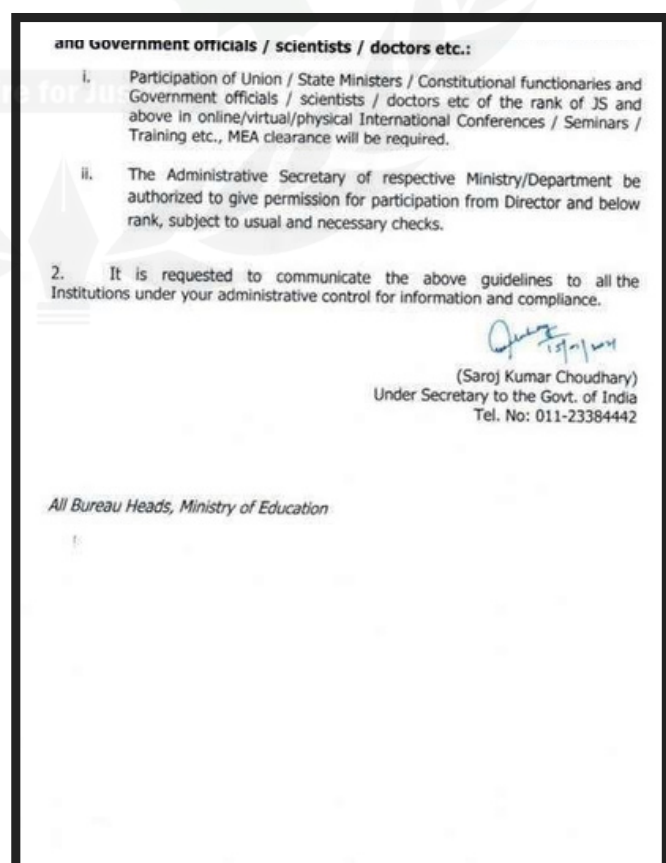 and Government officials / scientists / doctors etc.:
i. Participation of Union / State Ministers / Constitutional functionaries and
Government officials / scientists / doctors etc of the rank of JS and
above in online/virtual/physical International Conferences / Seminars /
Training etc., MEA clearance will be required.
ii. The Administrative Secretary of respective Ministry/Department be
authorized to give permission for participation from Director and below
rank, subject to usual and necessary checks.
2. It is requested to communicate the above guidelines to all the
Institutions under your administrative control for information and compliance.
(Saroj Kumar Choudhary)
Under Secretary to the Govt. of India
Tel. No: 011-23384442
All Bureau Heads, Ministry of Education